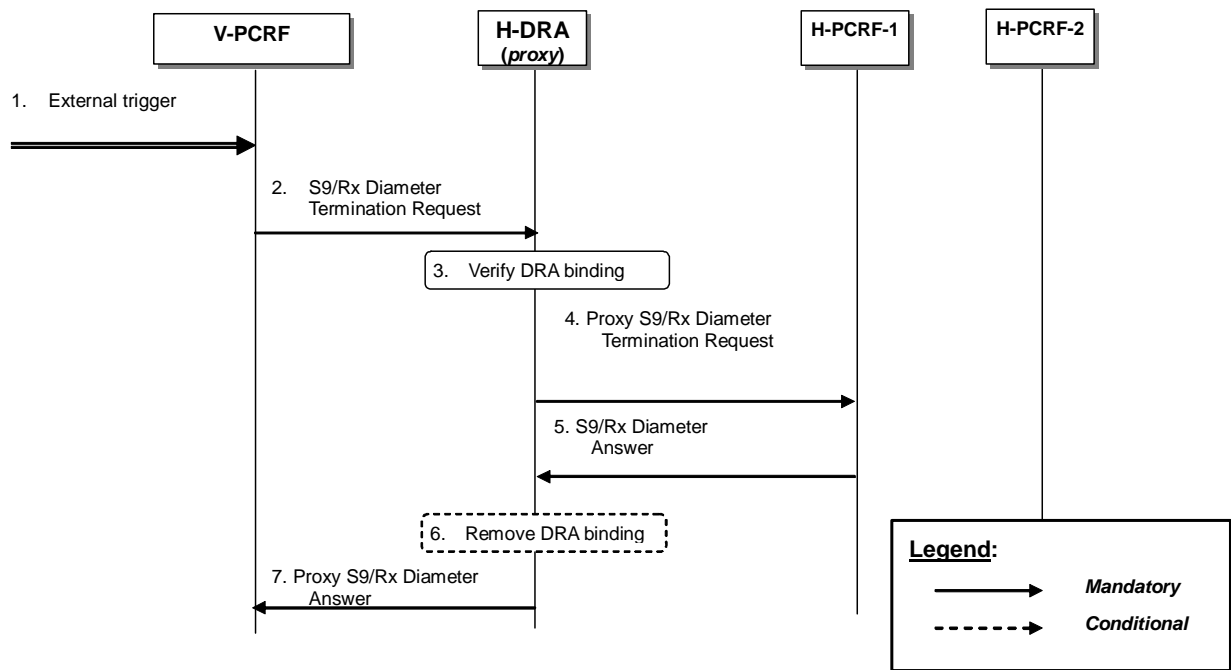 V-PCRF
H-DRA
(proxy)
H-PCRF-1
H-PCRF-2
1. External trigger
2. S9/Rx Diameter
Termination Request
3. Verify DRA binding
4. Proxy S9/Rx Diameter
Termination Request
5. S9/Rx Diameter
Answer
6. Remove DRA binding
7. Proxy S9/Rx Diameter
Answer
Legend:
Mandatory
Conditional